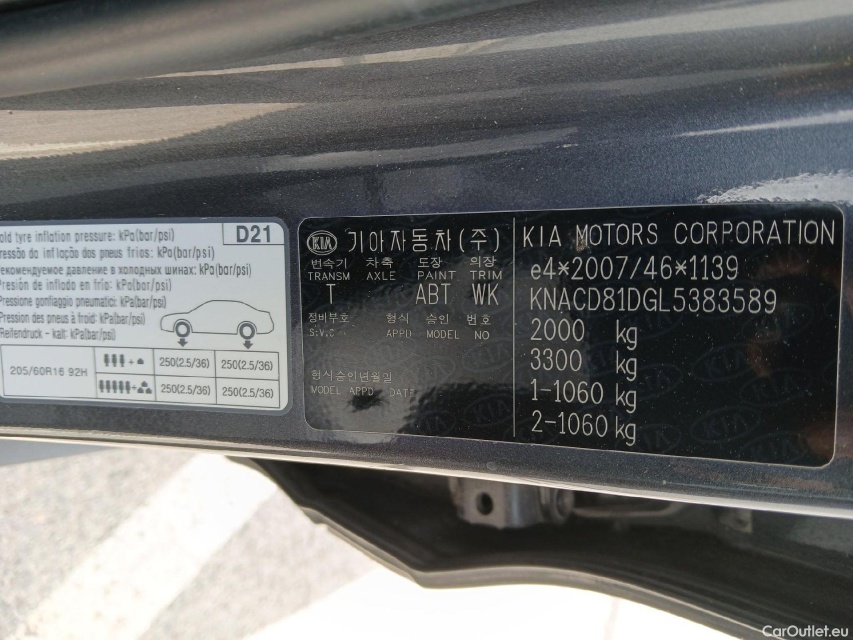 old tyre inflation pressure: kPa(bar/psi)
D21
ressão da inflação dos pneus frios: kPa(bar/psi)
Рекомендуемое давление в холодных шинах: kPa(bar/psi)
Presión de inflado en frío: kPa(bar/psi)
Pressione gonfiaggio pneumatici: kPa(bar/psi)
Pression des pneus à froid: kPa(bar/psi)
Reifendruck - kalt: kPa(bar/psi)
205/60R16 92H
250(2.5/36) 250(2.5/36)
250(2.5/36) 250(2.5/36)
KIA 기아자동차(주)
변속기 차축 도장 의장
TRANSM AXLE PAINT TRIM
T ABT WK
정비부호 형식 승인 번호
S.V.C APPD MODEL NO
형식승인년월일
MODEL APPD DATE
KIA MOTORS CORPORATION
e4*2007/46*1139
KNACD81DGL5383589
2000 kg
3300 kg
1-1060 kg
2-1060 kg
CarOutlet.eu